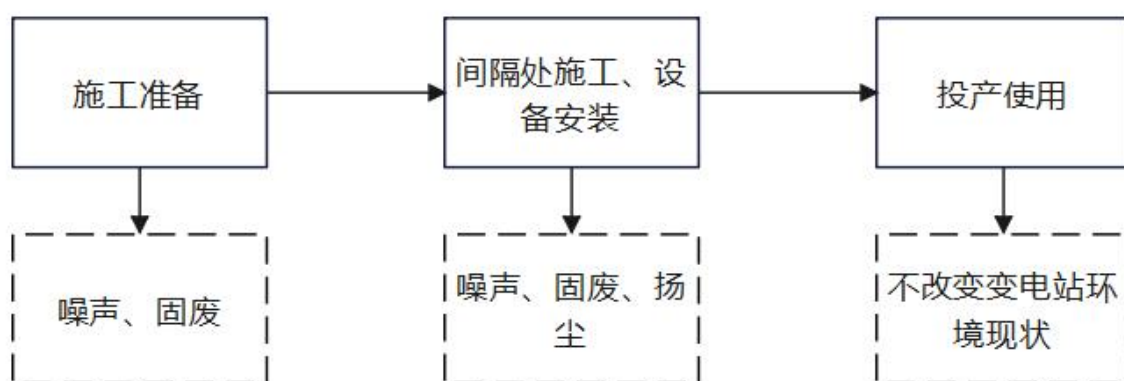 施工准备
间隔处施工、设
备安装
投产使用
噪声、固废
噪声、固废、扬
尘
不改变变电站环
境现状